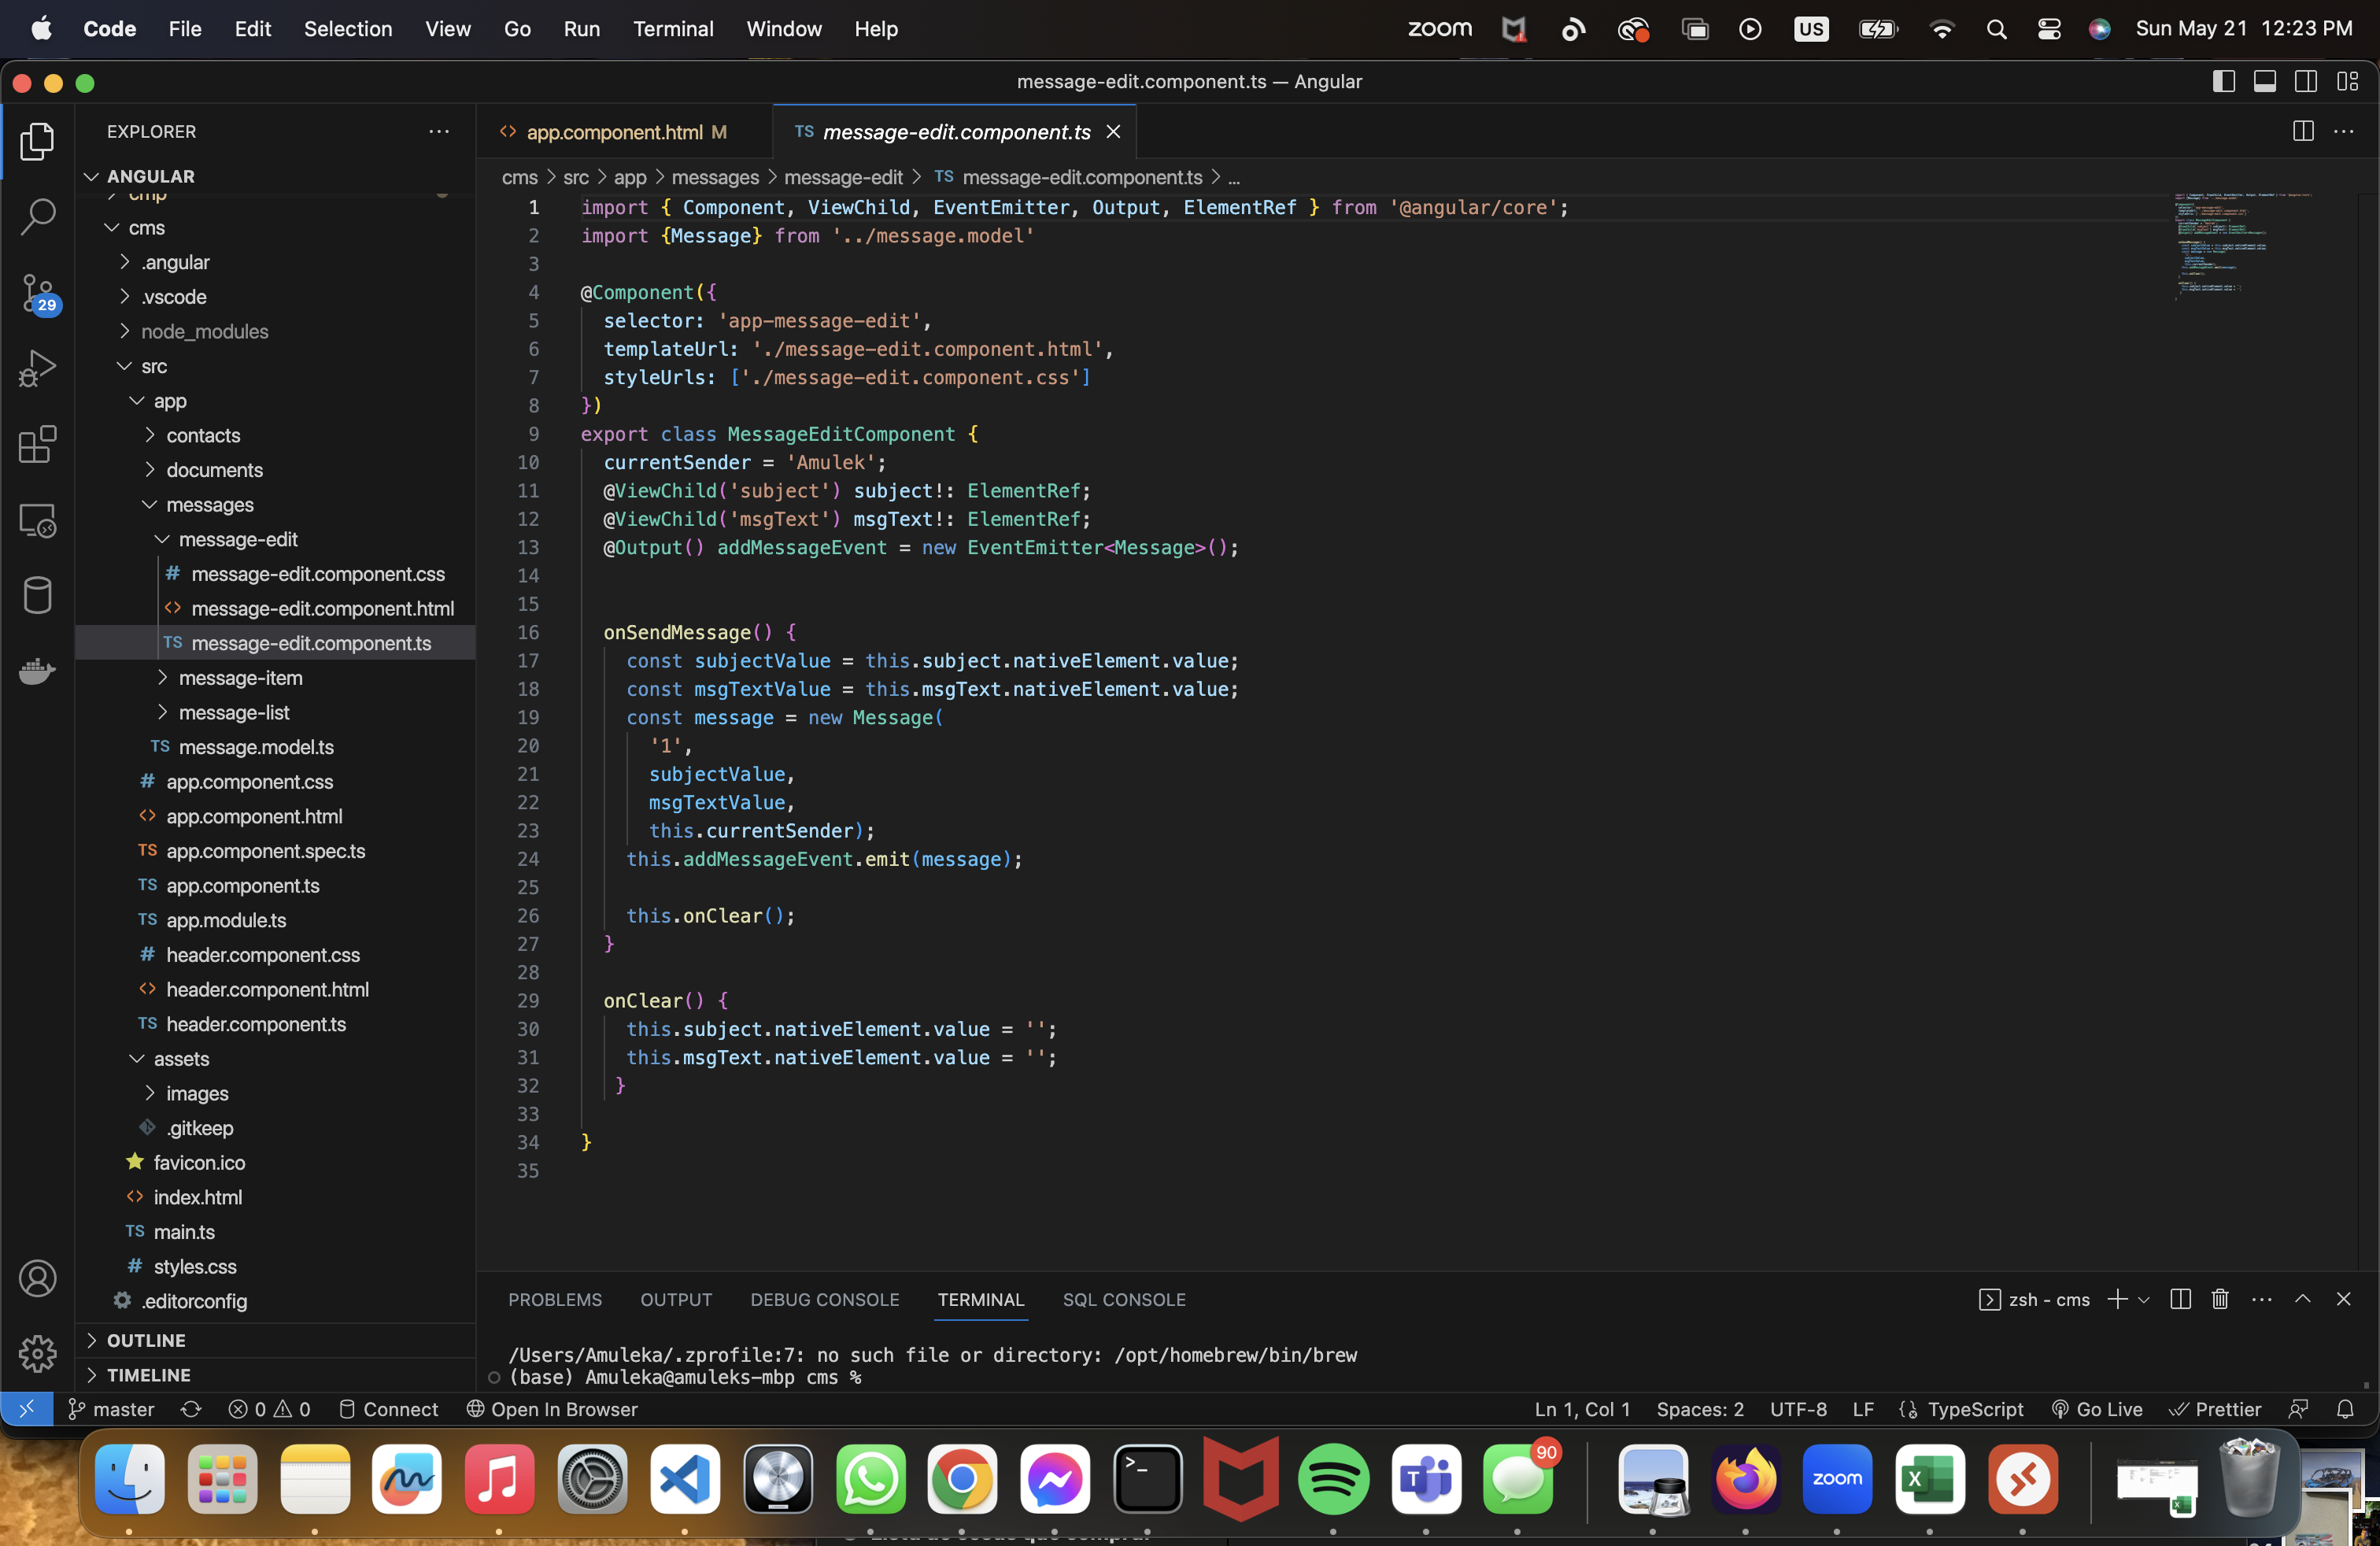 Code File Edit Selection View Go Run Terminal Window Help zoom US Sun May 21 12:23 PM
message-edit.component.ts — Angular
EXPLORER
ANGULAR
cmp
cms
.angular
.vscode
node_modules
src
app
contacts
documents
messages
message-edit
# message-edit.component.css
<> message-edit.component.html
TS message-edit.component.ts
message-item
message-list
TS message.model.ts
# app.component.css
<> app.component.html
TS app.component.spec.ts
TS app.component.ts
TS app.module.ts
# header.component.css
<> header.component.html
TS header.component.ts
assets
images
.gitkeep
favicon.ico
<> index.html
TS main.ts
# styles.css
.editorconfig
OUTLINE
TIMELINE
29
<> app.component.html M TS message-edit.component.ts
cms > src > app > messages > message-edit > TS message-edit.component.ts > ...
1 import { Component, ViewChild, EventEmitter, Output, ElementRef } from '@angular/core';
2 import {Message} from '../message.model'
3
4 @Component({
5 selector: 'app-message-edit',
6 templateUrl: './message-edit.component.html',
7 styleUrls: ['./message-edit.component.css']
8 })
9 export class MessageEditComponent {
10 currentSender = 'Amulek';
11 @ViewChild('subject') subject!: ElementRef;
12 @ViewChild('msgText') msgText!: ElementRef;
13 @Output() addMessageEvent = new EventEmitter<Message>();
14
15
16 onSendMessage() {
17 const subjectValue = this.subject.nativeElement.value;
18 const msgTextValue = this.msgText.nativeElement.value;
19 const message = new Message(
20 '1',
21 subjectValue,
22 msgTextValue,
23 this.currentSender);
24 this.addMessageEvent.emit(message);
25
26 this.onClear();
27 }
28
29 onClear() {
30 this.subject.nativeElement.value = '';
31 this.msgText.nativeElement.value = '';
32 }
33
34 }
35
PROBLEMS OUTPUT DEBUG CONSOLE TERMINAL SQL CONSOLE zsh - cms
/Users/Amuleka/.zprofile:7: no such file or directory: /opt/homebrew/bin/brew
(base) Amuleka@amuleks-mbp cms %
master 0 0 Connect Open In Browser Ln 1, Col 1 Spaces: 2 UTF-8 LF TypeScript Go Live Prettier
90
zoom